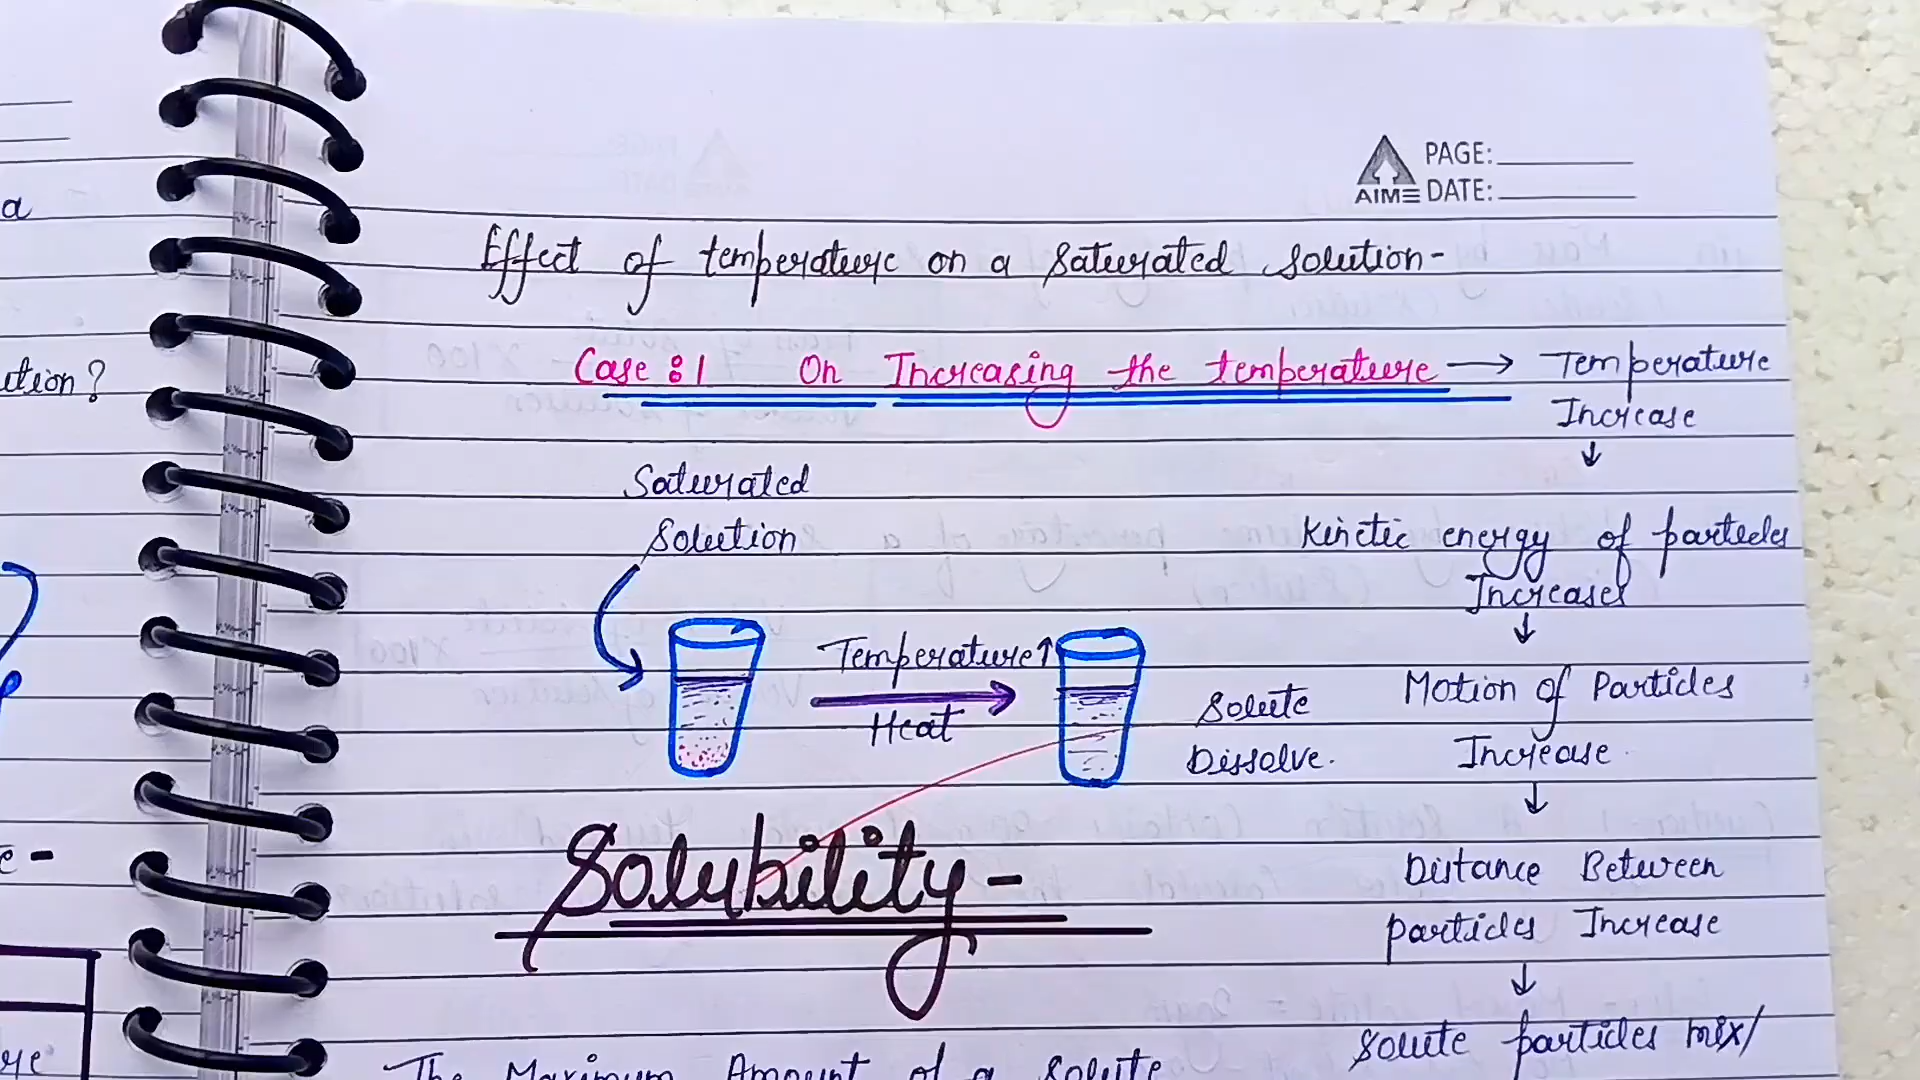 a
ution?
e -
PAGE:
AIME DATE:
Effect of temperature on a saturated solution-
Case:1 On Increasing the temperature → Temperature
Increase
↓
Saturated
Solution
Kinetic energy of particles
Increases
↓
Temperature↑
Heat
Solute
Dissolve.
Motion of Particles
Increase.
↓
Solubility-
Distance Between
particles Increase
↓
Solute particles mix/
The Maximum Amount of a solute